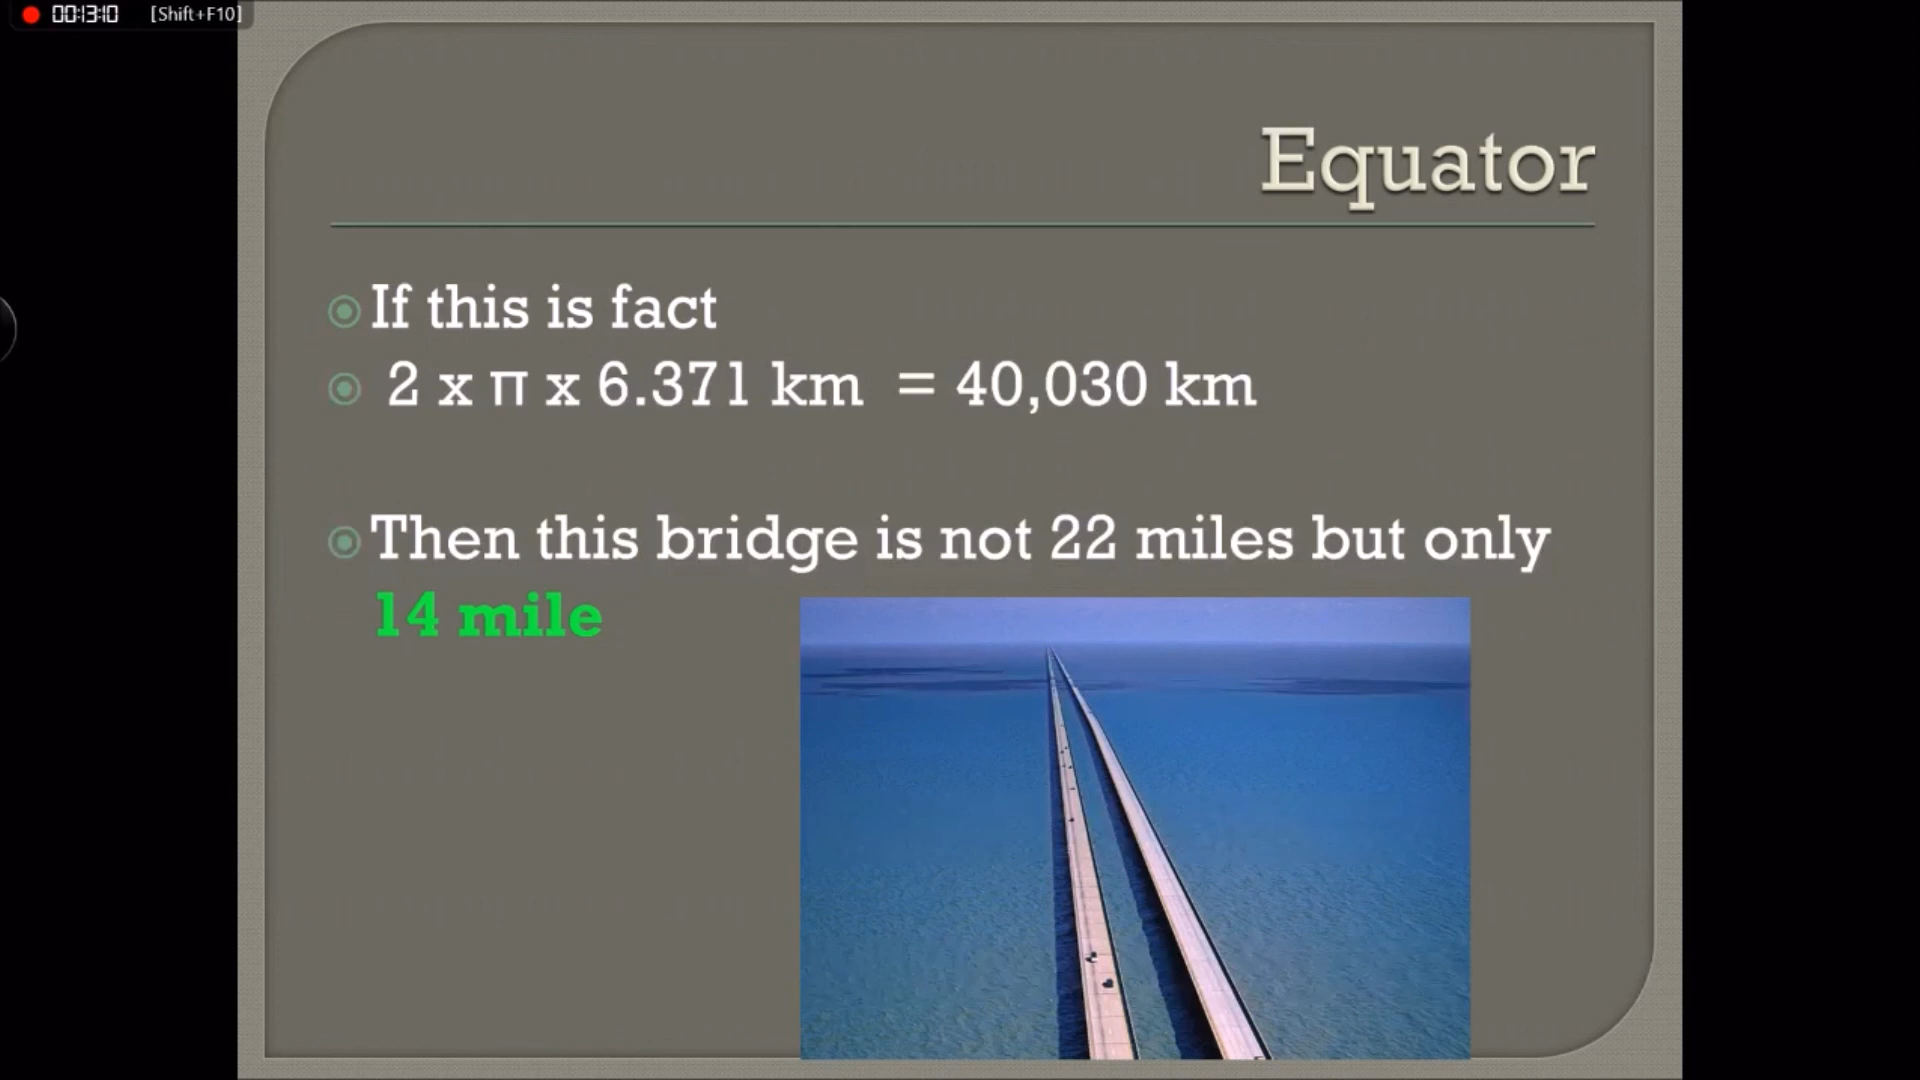 00:13:10 [Shift+F10]
Equator
If this is fact
2 x π x 6.371 km = 40,030 km
Then this bridge is not 22 miles but only
14 mile